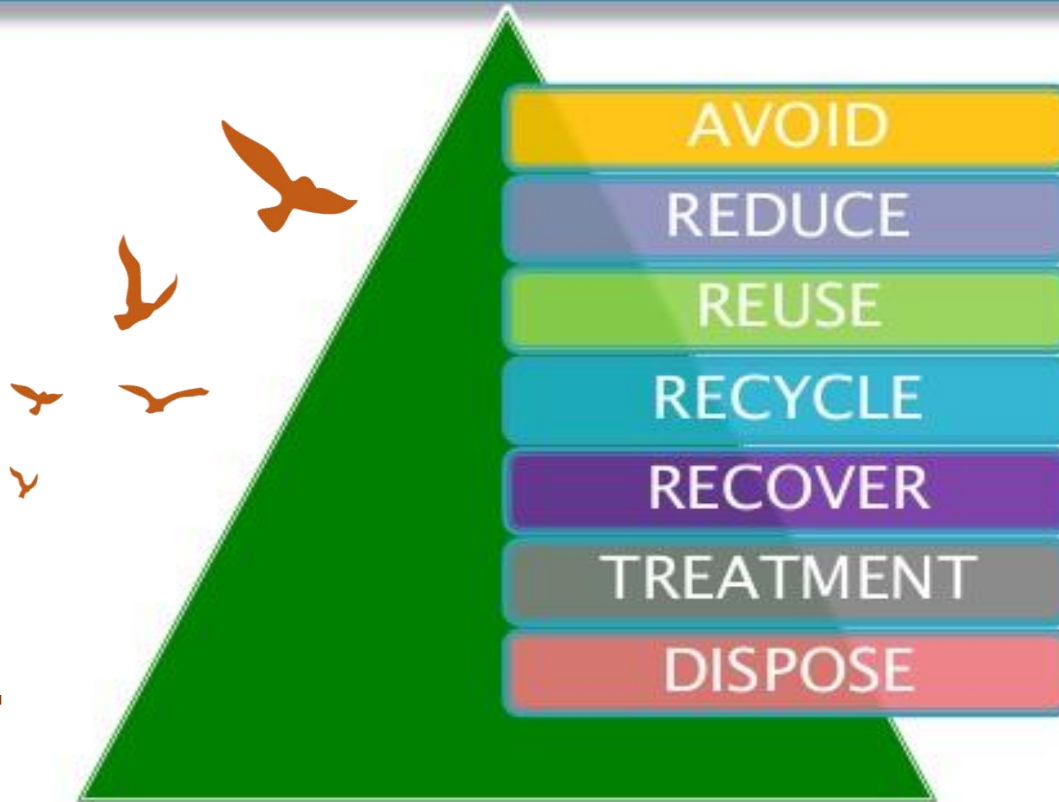 AVOID
REDUCE
REUSE
RECYCLE
RECOVER
TREATMENT
DISPOSE